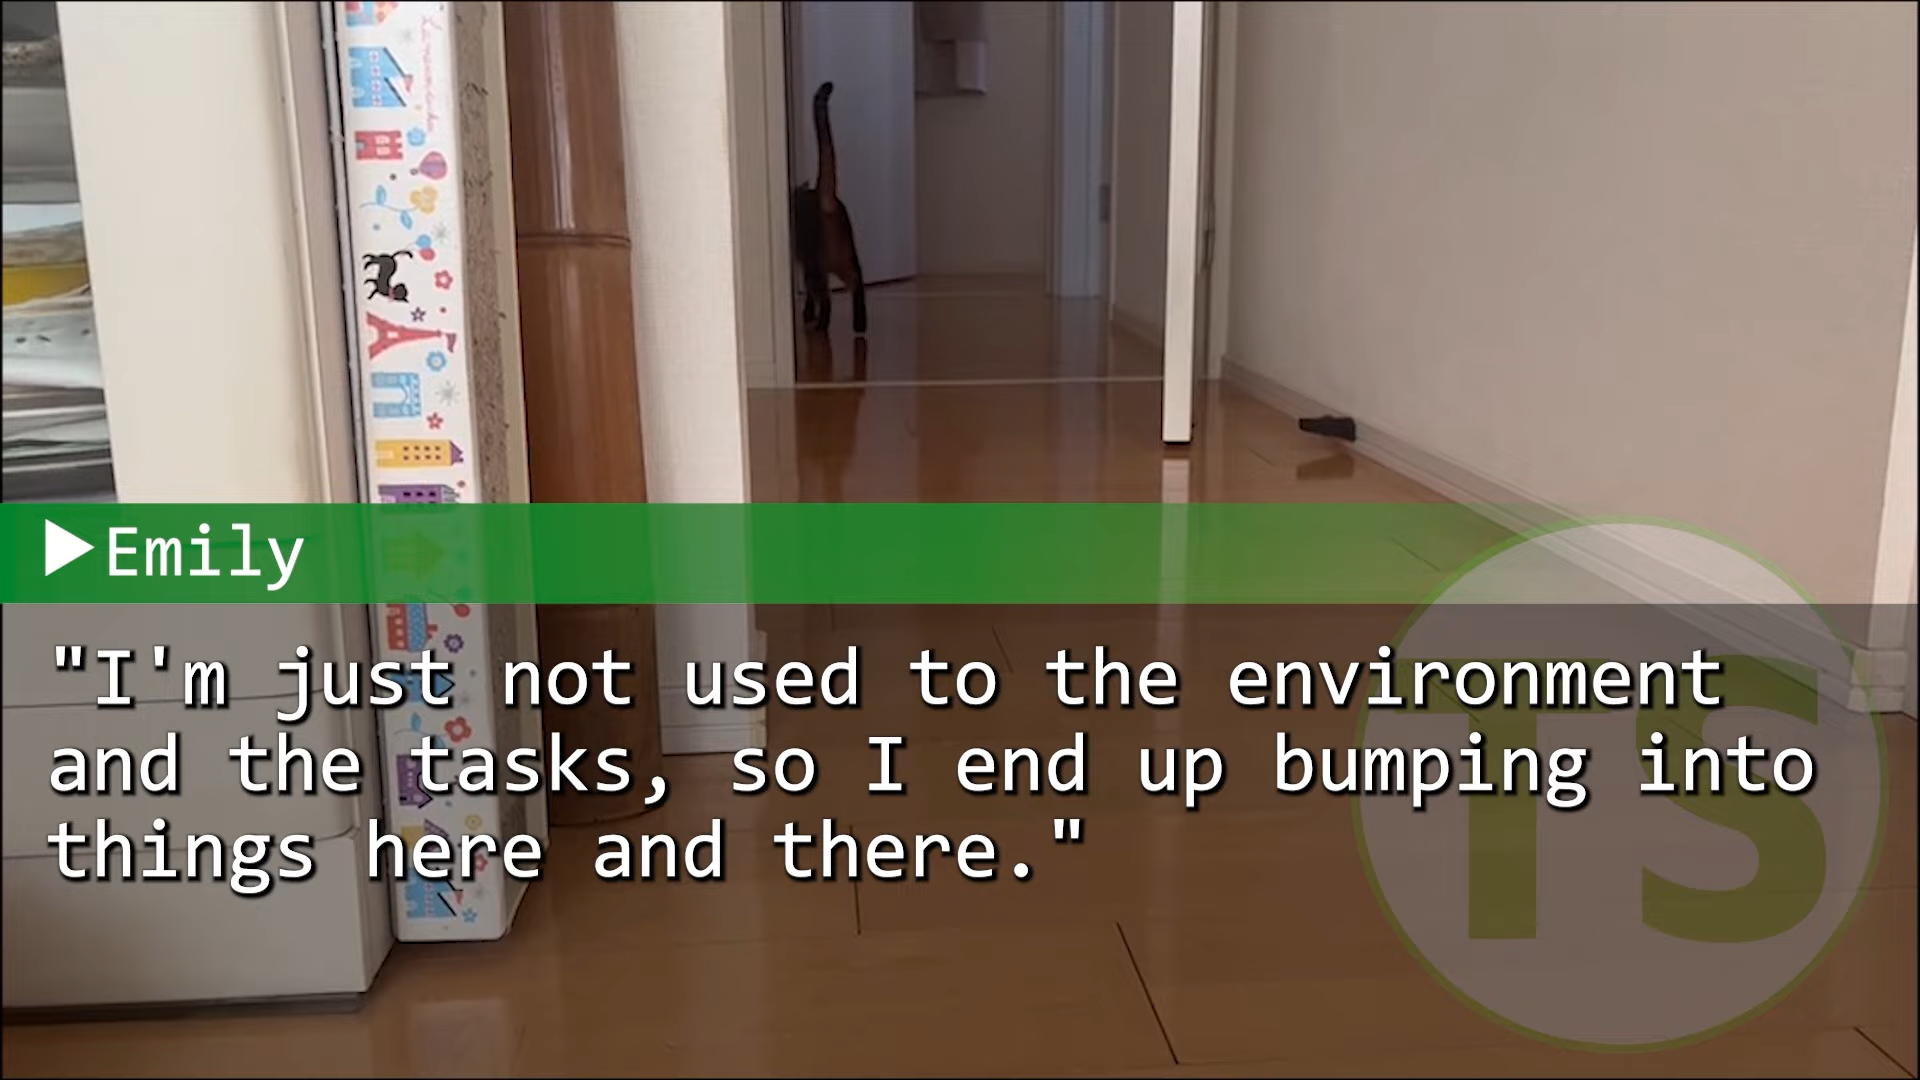 ▶Emily
"I'm just not used to the environment
and the tasks, so I end up bumping into
things here and there."
TS